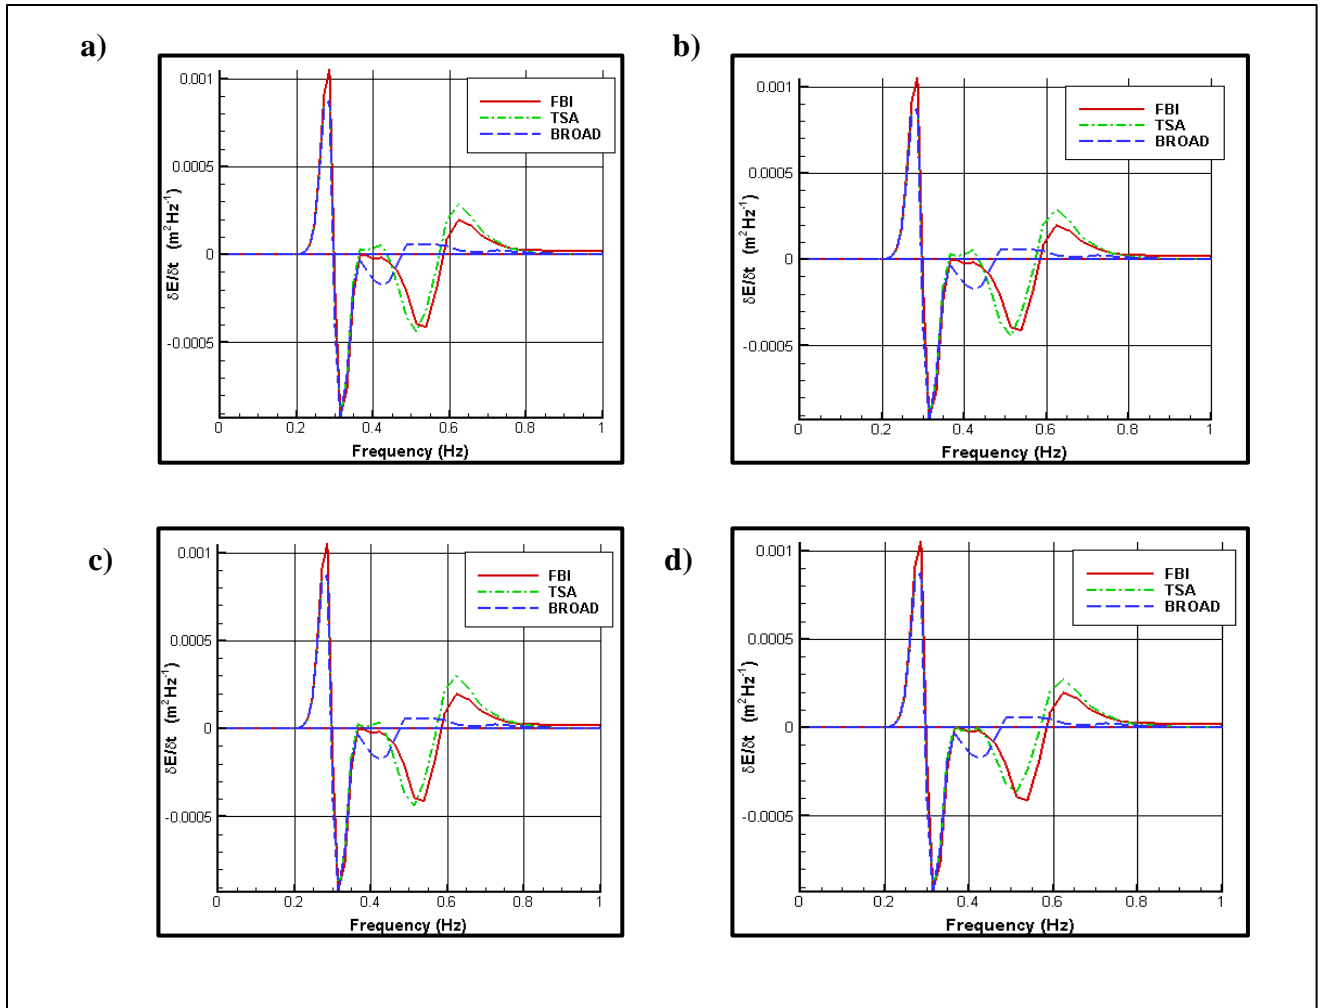 a)
0.001
0.0005
0
-0.0005
δE/δt (m²Hz⁻¹)
FBI
TSA
BROAD
0 0.2 0.4 0.6 0.8 1
Frequency (Hz)
b)
0.001
0.0005
0
-0.0005
δE/δt (m²Hz⁻¹)
FBI
TSA
BROAD
0 0.2 0.4 0.6 0.8 1
Frequency (Hz)
c)
0.001
0.0005
0
-0.0005
δE/δt (m²Hz⁻¹)
FBI
TSA
BROAD
0 0.2 0.4 0.6 0.8 1
Frequency (Hz)
d)
0.001
0.0005
0
-0.0005
δE/δt (m²Hz⁻¹)
FBI
TSA
BROAD
0 0.2 0.4 0.6 0.8 1
Frequency (Hz)